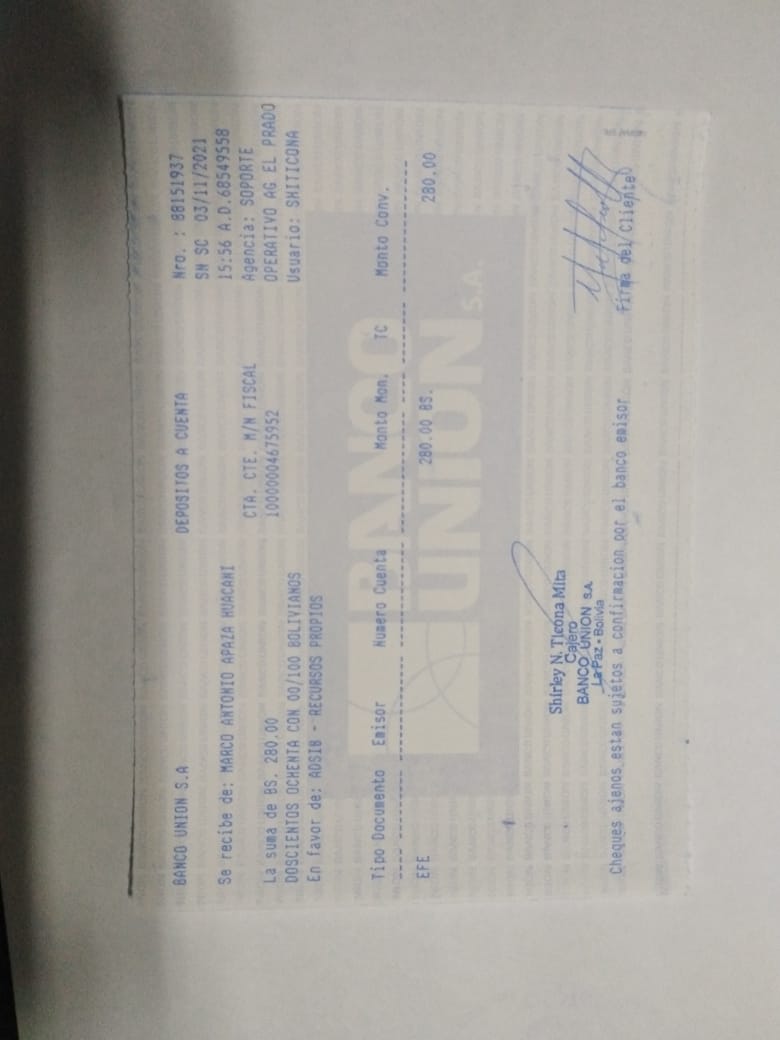 BANCO UNION S.A DEPOSITOS A CUENTA Nro. : 88151937
SN SC 03/11/2021
Se recibe de: MARCO ANTONIO APAZA HUACANI 15:56 A.D.68549558
CTA. CTE. M/N FISCAL Agencia: SOPORTE
La suma de BS. 280.00 10000004675952 OPERATIVO AG EL PRADO
DOSCIENTOS OCHENTA CON 00/100 BOLIVIANOS Usuario: SHITICONA
En favor de: ADSIB - RECURSOS PROPIOS
Tipo Documento Emisor Numero Cuenta Monto Mon. TC Monto Conv.
EFE 280.00 BS. 280.00
BANCO
UNION S.A.
Shirley N. Ticona Mita
Cajero
BANCO UNION S.A.
La Paz - Bolivia
Cheques ajenos estan sujetos a confirmacion por el banco emisor Firma del Cliente